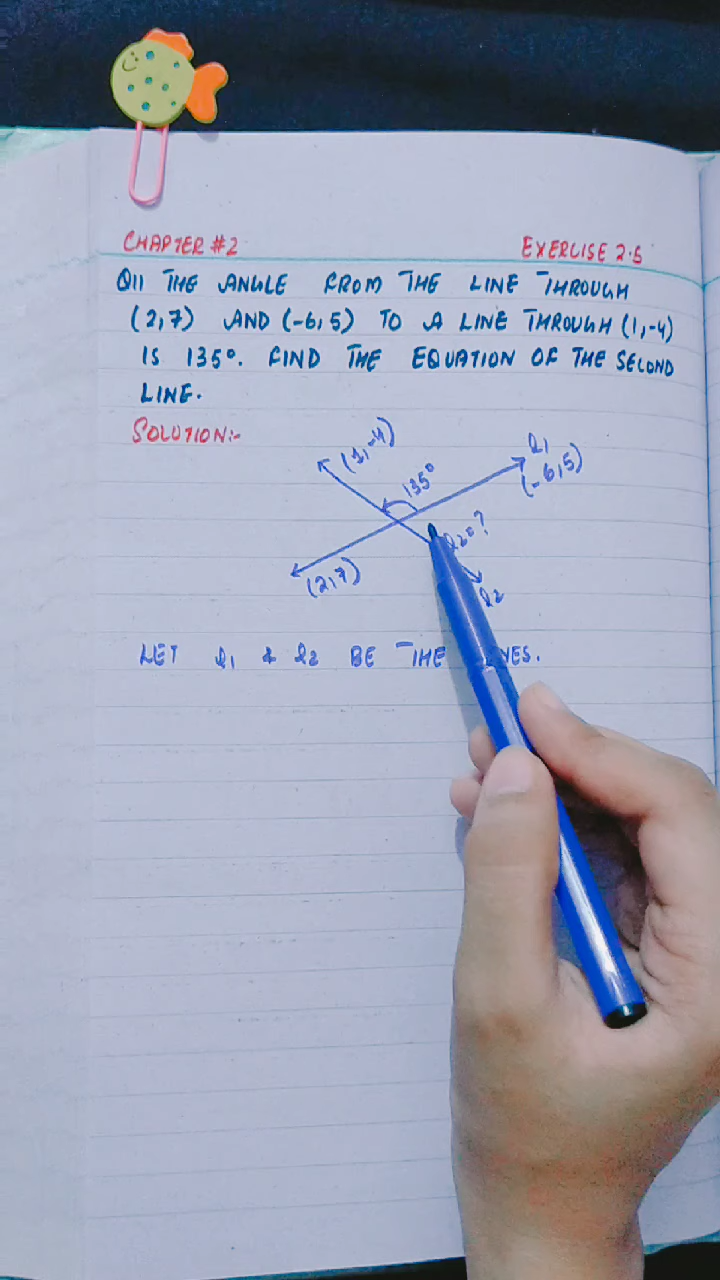 CHAPTER #2
EXERCISE 2.5
Q11 THE ANGLE FROM THE LINE THROUGH
(2,7) AND (-6,5) TO A LINE THROUGH (1,-4)
IS 135°. FIND THE EQUATION OF THE SECOND
LINE.
SOLUTION:-
(1,-4)
l1
135°
(-6,5)
l2=?
(2,7)
l2
LET l1 & l2 BE THE